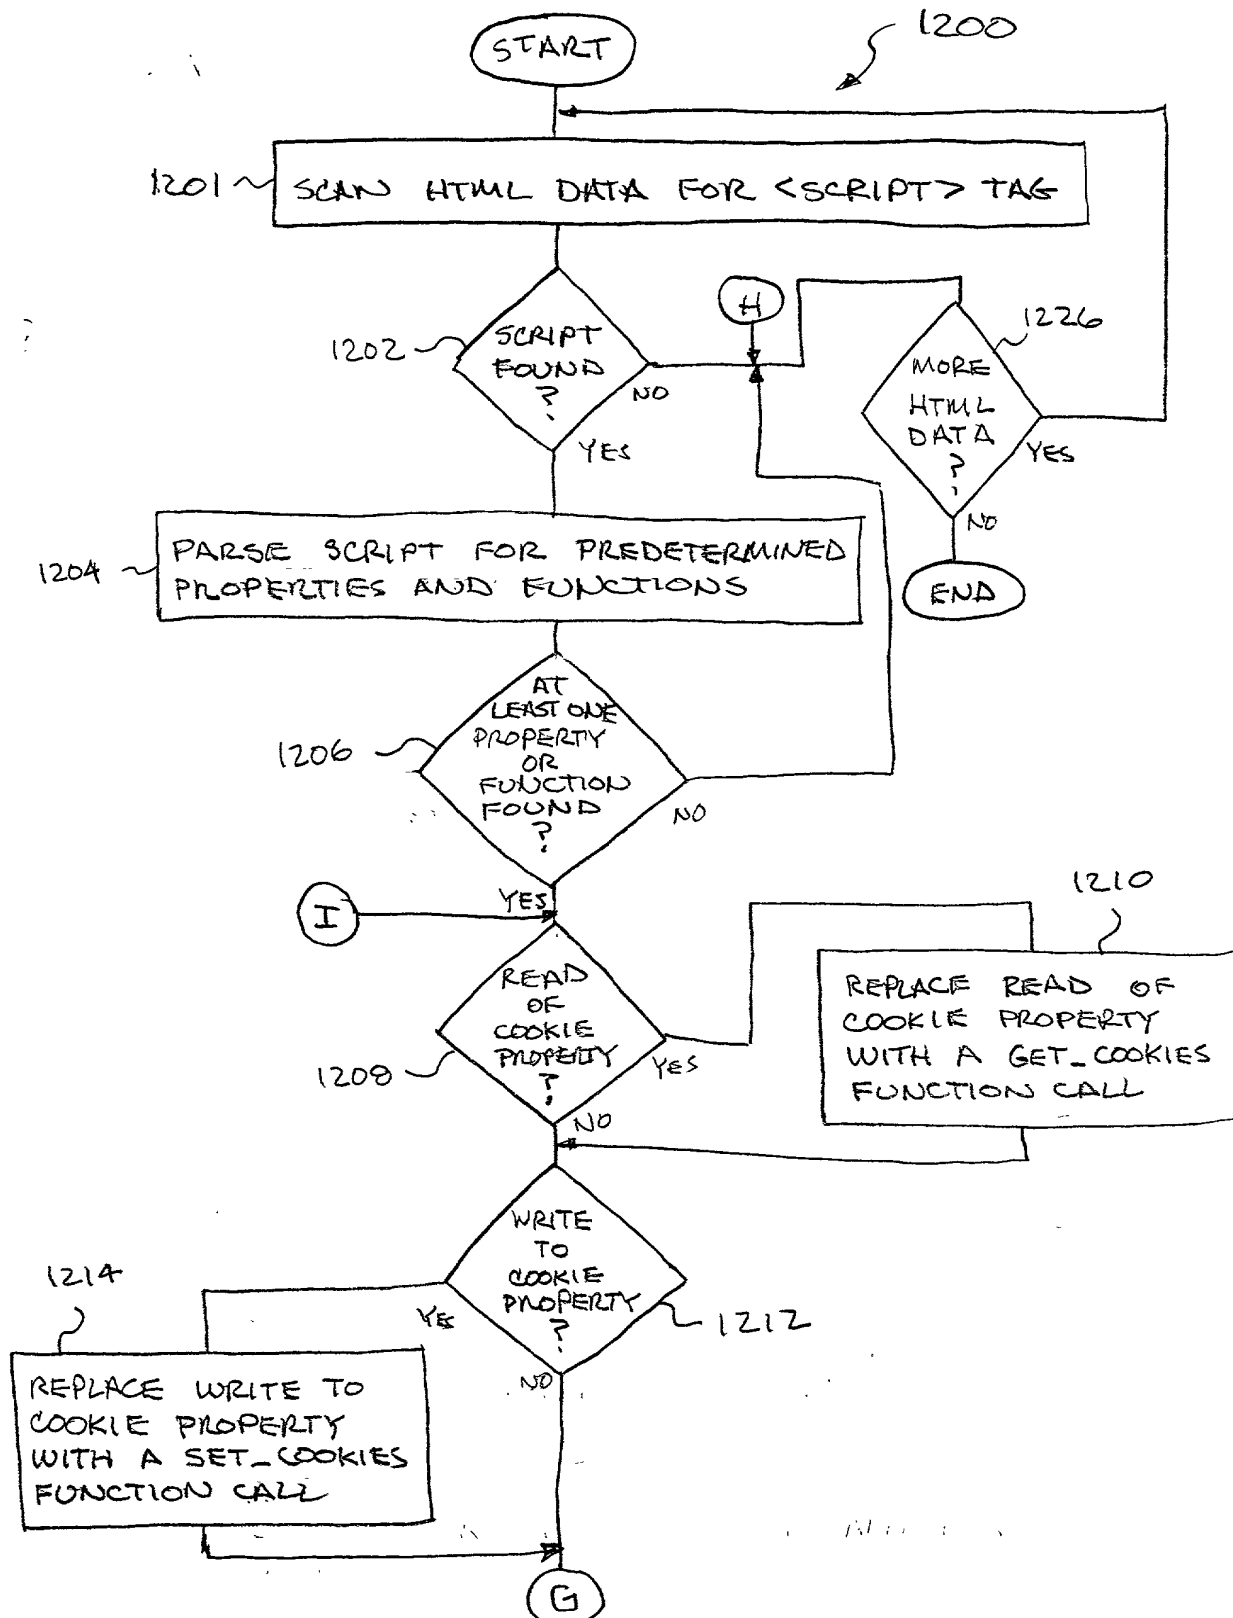 START
1200
1201
SCAN HTML DATA FOR <SCRIPT> TAG
H
1202
SCRIPT
FOUND
?
NO
YES
1226
MORE
HTML
DATA
?
YES
NO
END
1204
PARSE SCRIPT FOR PREDETERMINED
PROPERTIES AND FUNCTIONS
1206
AT
LEAST ONE
PROPERTY
OR
FUNCTION
FOUND
?
NO
YES
I
1208
READ
OF
COOKIE
PROPERTY
?
YES
NO
1210
REPLACE READ OF
COOKIE PROPERTY
WITH A GET_COOKIES
FUNCTION CALL
WRITE
TO
COOKIE
PROPERTY
?
1212
YES
NO
1214
REPLACE WRITE TO
COOKIE PROPERTY
WITH A SET_COOKIES
FUNCTION CALL
G